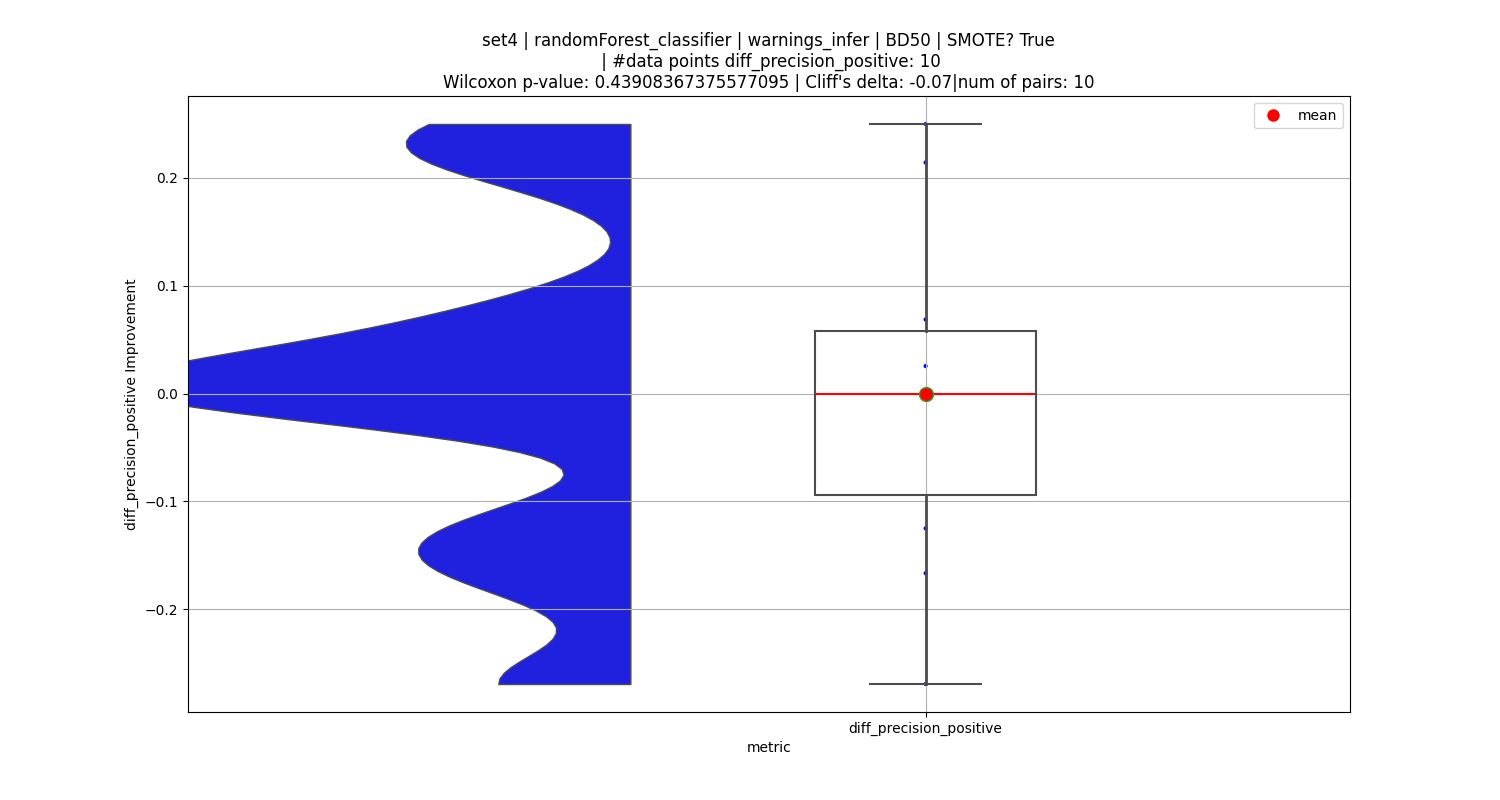 set4 | randomForest_classifier | warnings_infer | BD50 | SMOTE? True
| #data points diff_precision_positive: 10
Wilcoxon p-value: 0.43908367375577095 | Cliff's delta: -0.07|num of pairs: 10
mean
0.2
0.1
0.0
−0.1
−0.2
diff_precision_positive Improvement
diff_precision_positive
metric